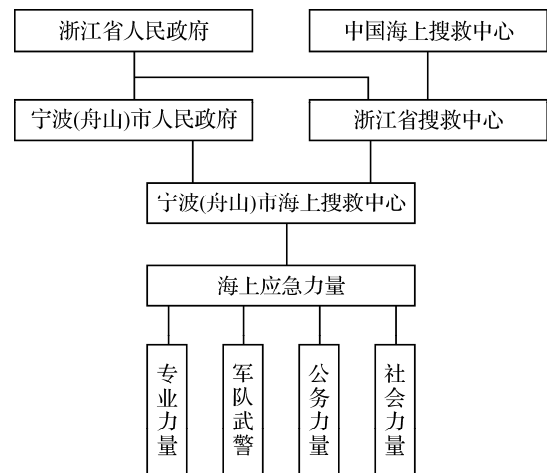 浙江省人民政府
中国海上搜救中心
宁波(舟山)市人民政府
浙江省搜救中心
宁波(舟山)市海上搜救中心
海上应急力量
专业力量
军队武警
公务力量
社会力量